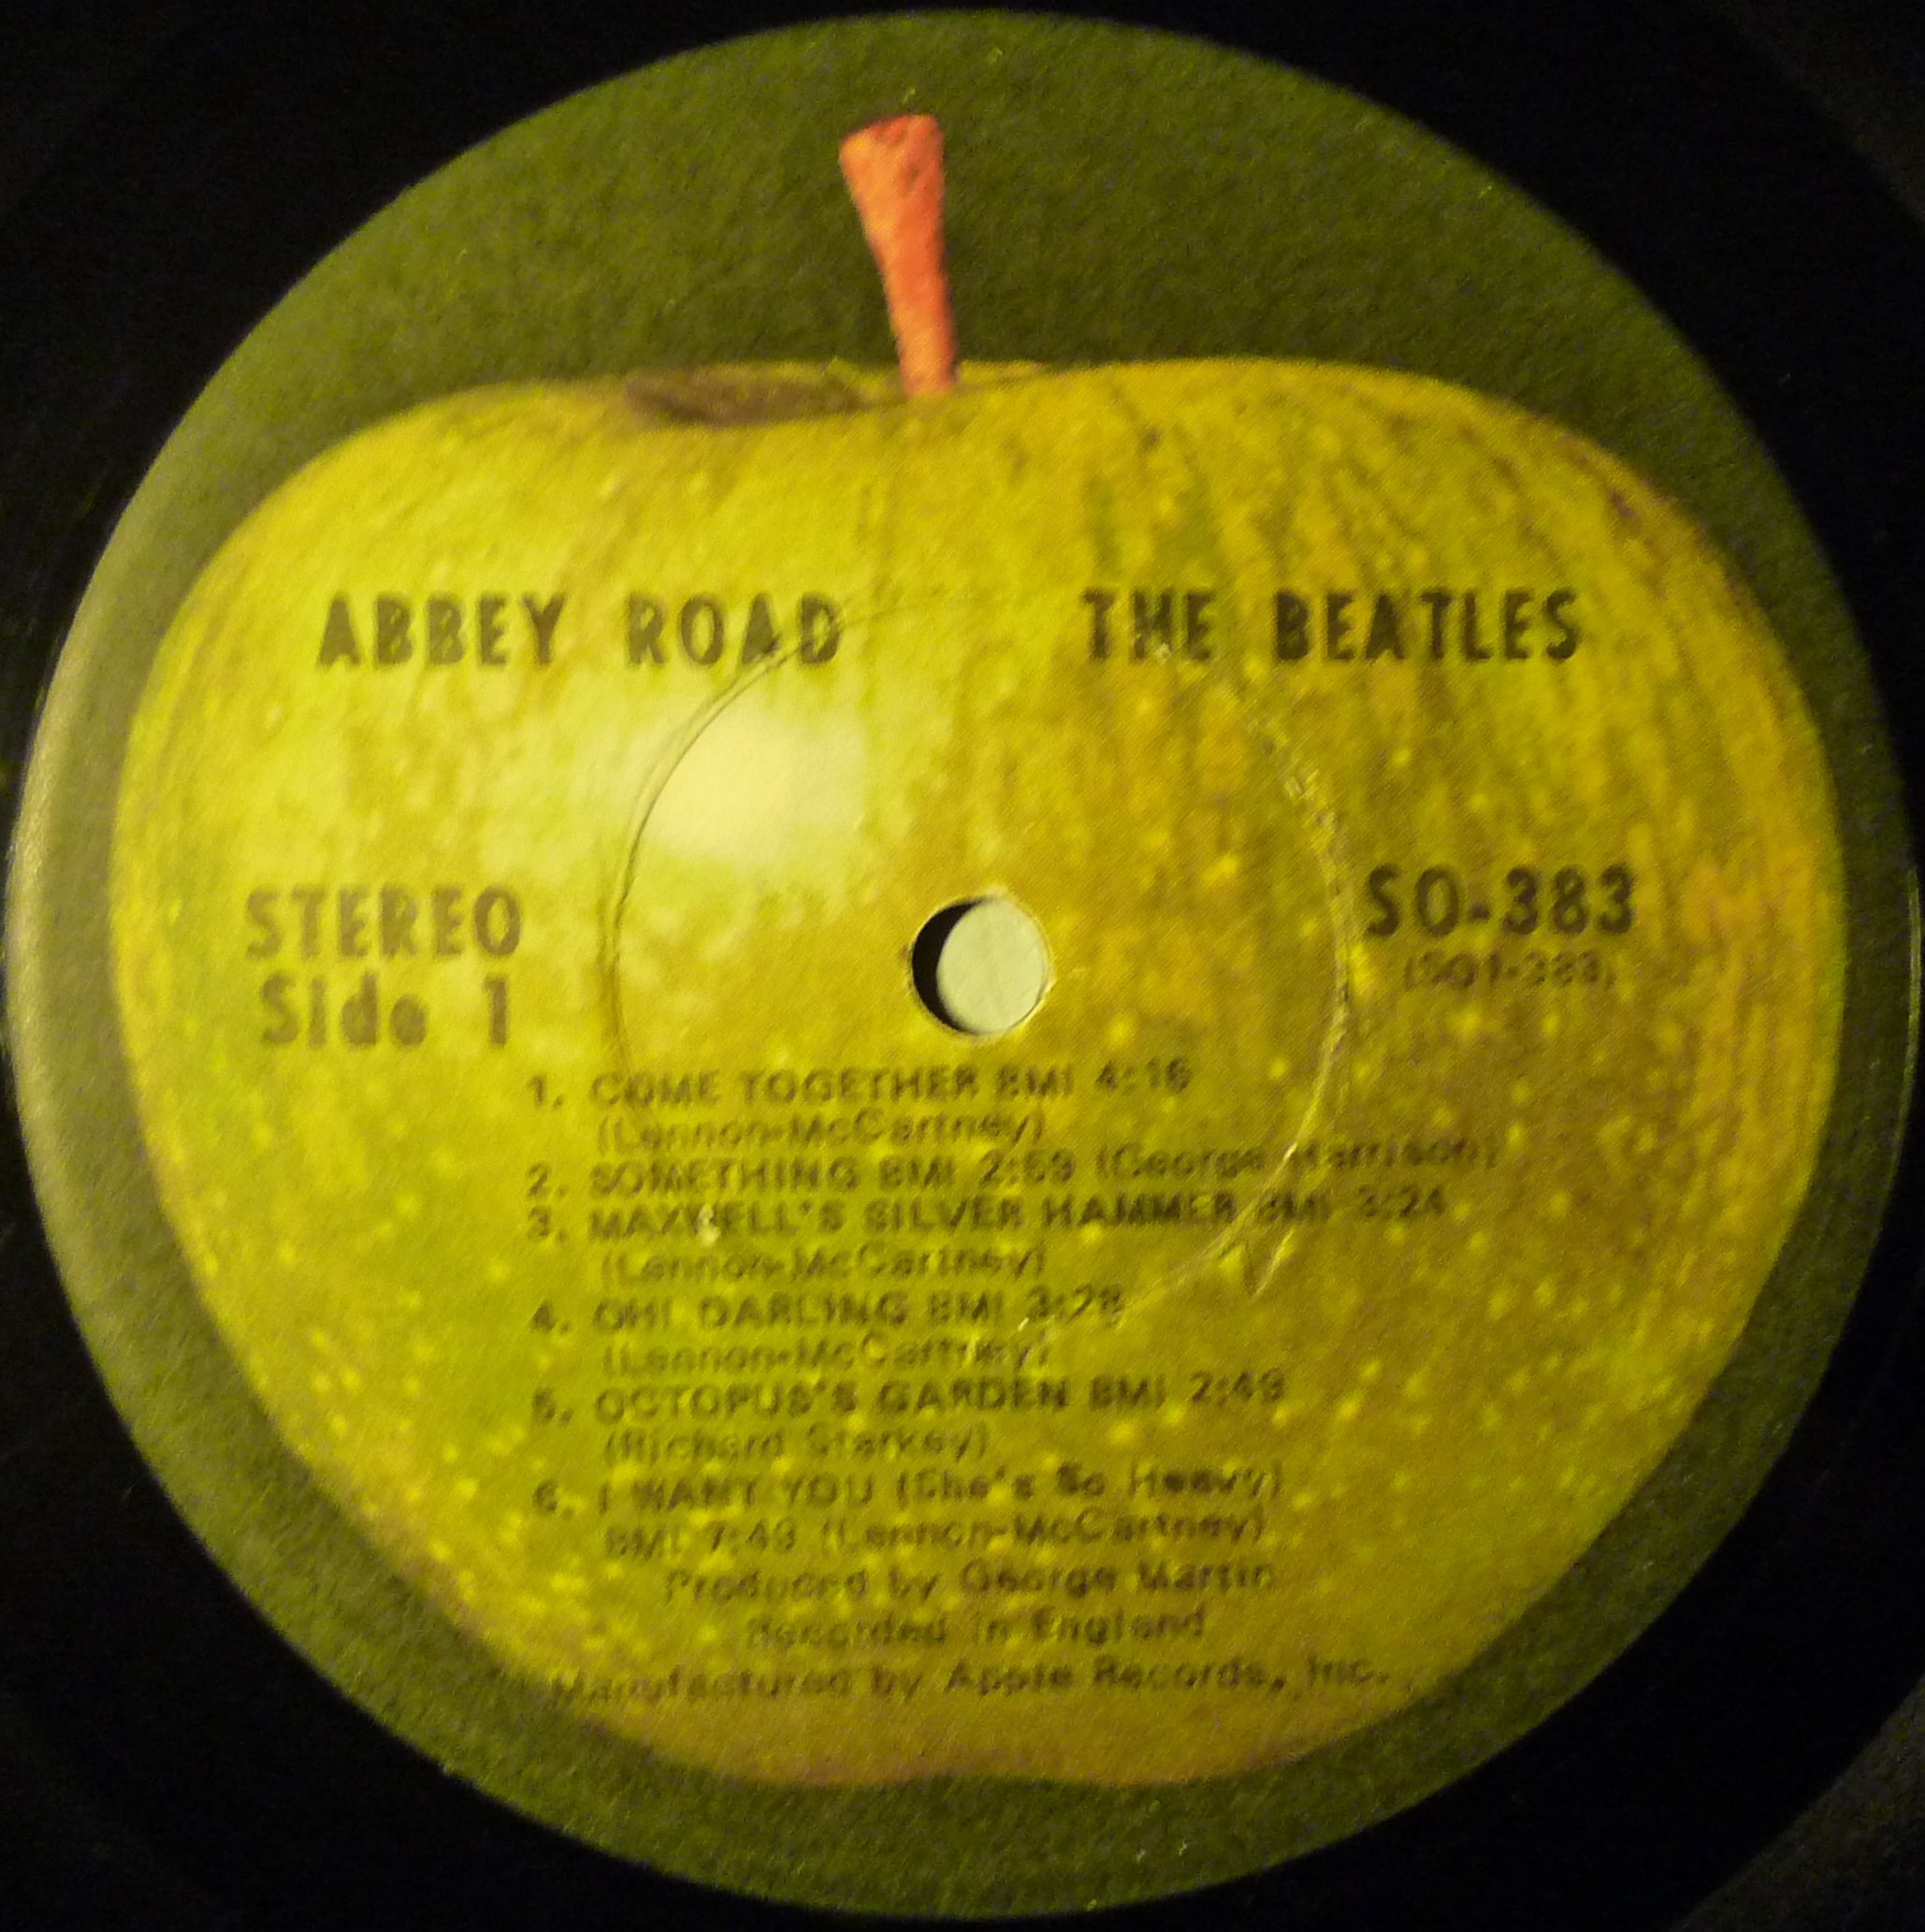 ABBEY ROAD THE BEATLES
STEREO SO-383
Side 1 (SO1-383)
1. COME TOGETHER BMI 4:16
(Lennon-McCartney)
2. SOMETHING BMI 2:59 (George Harrison)
3. MAXWELL'S SILVER HAMMER BMI 3:24
(Lennon-McCartney)
4. OH! DARLING BMI 3:28
(Lennon-McCartney)
5. OCTOPUS'S GARDEN BMI 2:49
(Richard Starkey)
6. I WANT YOU (She's So Heavy)
BMI 7:49 (Lennon-McCartney)
Produced by George Martin
Recorded in England
Manufactured by Apple Records, Inc.